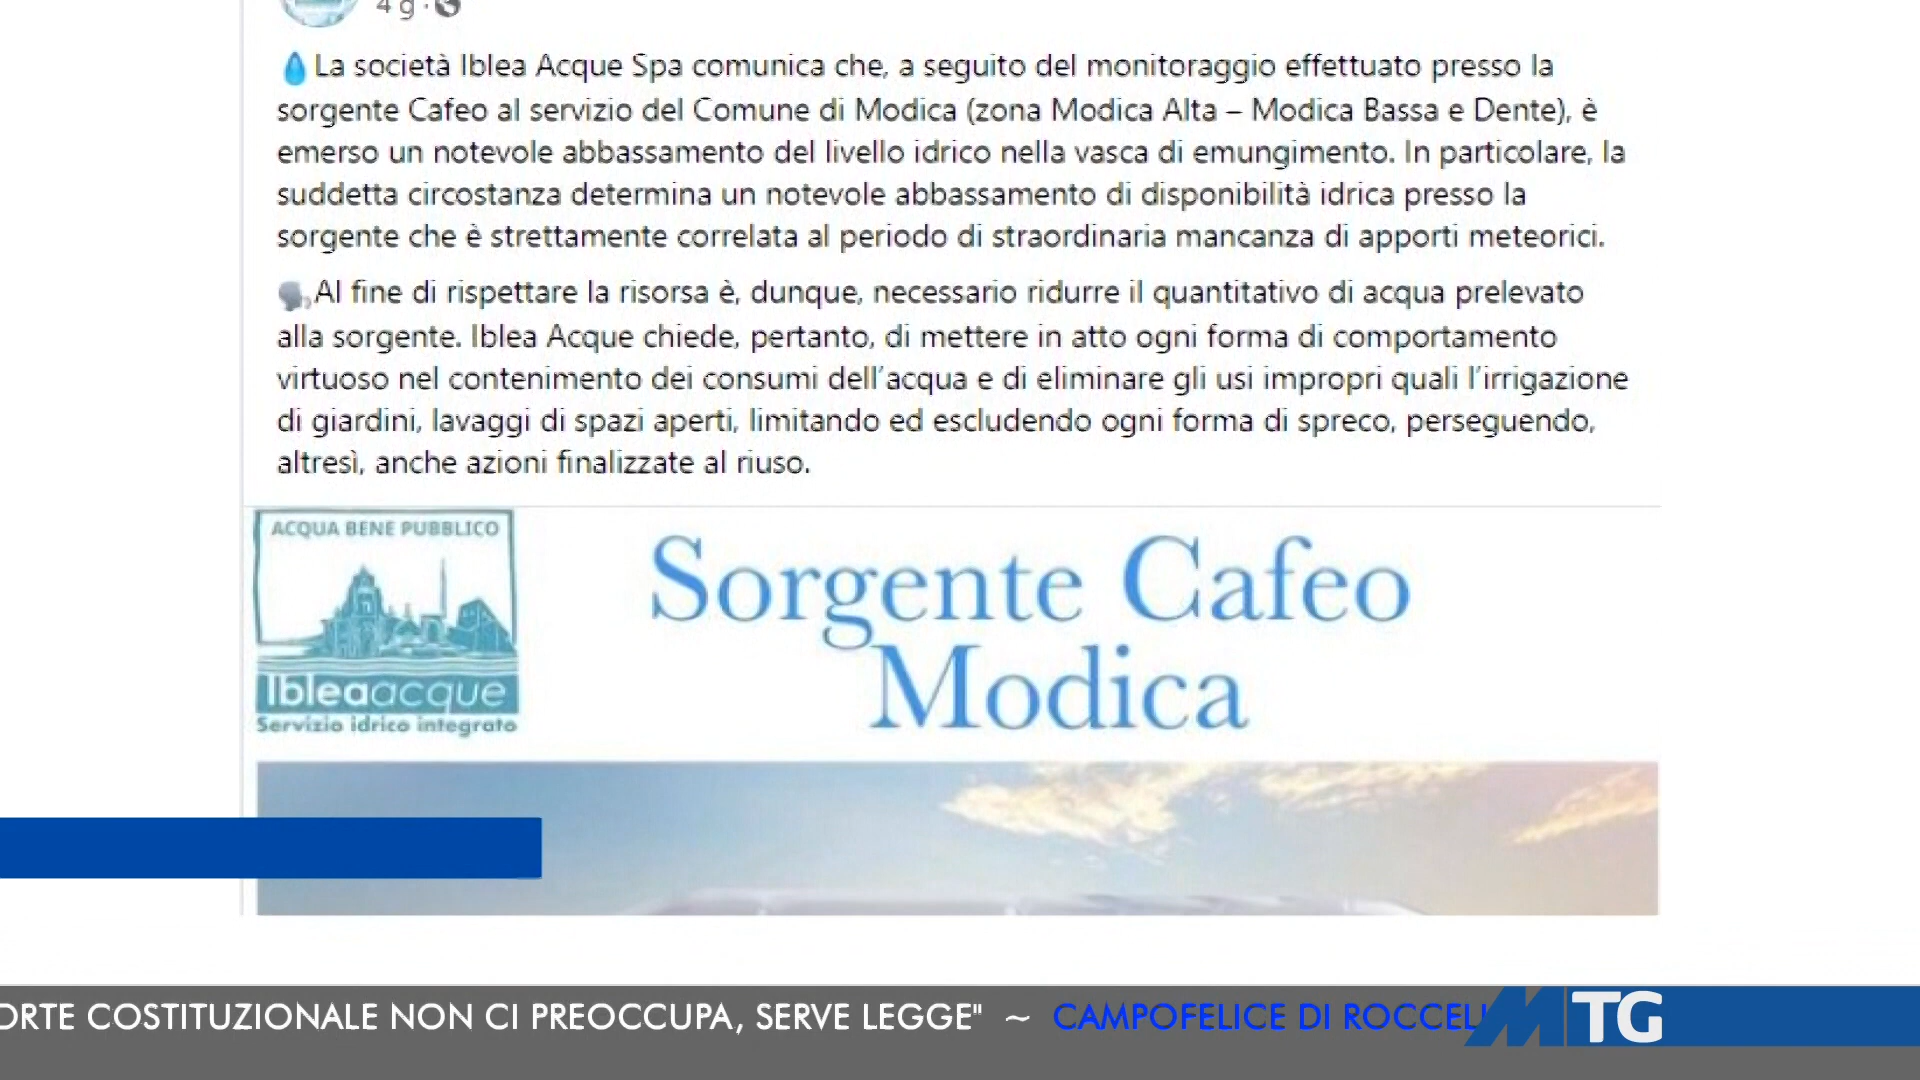 4 g ·
La società Iblea Acque Spa comunica che, a seguito del monitoraggio effettuato presso la
sorgente Cafeo al servizio del Comune di Modica (zona Modica Alta – Modica Bassa e Dente), è
emerso un notevole abbassamento del livello idrico nella vasca di emungimento. In particolare, la
suddetta circostanza determina un notevole abbassamento di disponibilità idrica presso la
sorgente che è strettamente correlata al periodo di straordinaria mancanza di apporti meteorici.
Al fine di rispettare la risorsa è, dunque, necessario ridurre il quantitativo di acqua prelevato
alla sorgente. Iblea Acque chiede, pertanto, di mettere in atto ogni forma di comportamento
virtuoso nel contenimento dei consumi dell'acqua e di eliminare gli usi impropri quali l'irrigazione
di giardini, lavaggi di spazi aperti, limitando ed escludendo ogni forma di spreco, perseguendo,
altresì, anche azioni finalizzate al riuso.
ACQUA BENE PUBBLICO
Ibleaacque
Servizio idrico integrato
Sorgente Cafeo
Modica
ORTE COSTITUZIONALE NON CI PREOCCUPA, SERVE LEGGE" ~ CAMPOFELICE DI ROCCELL
M TG